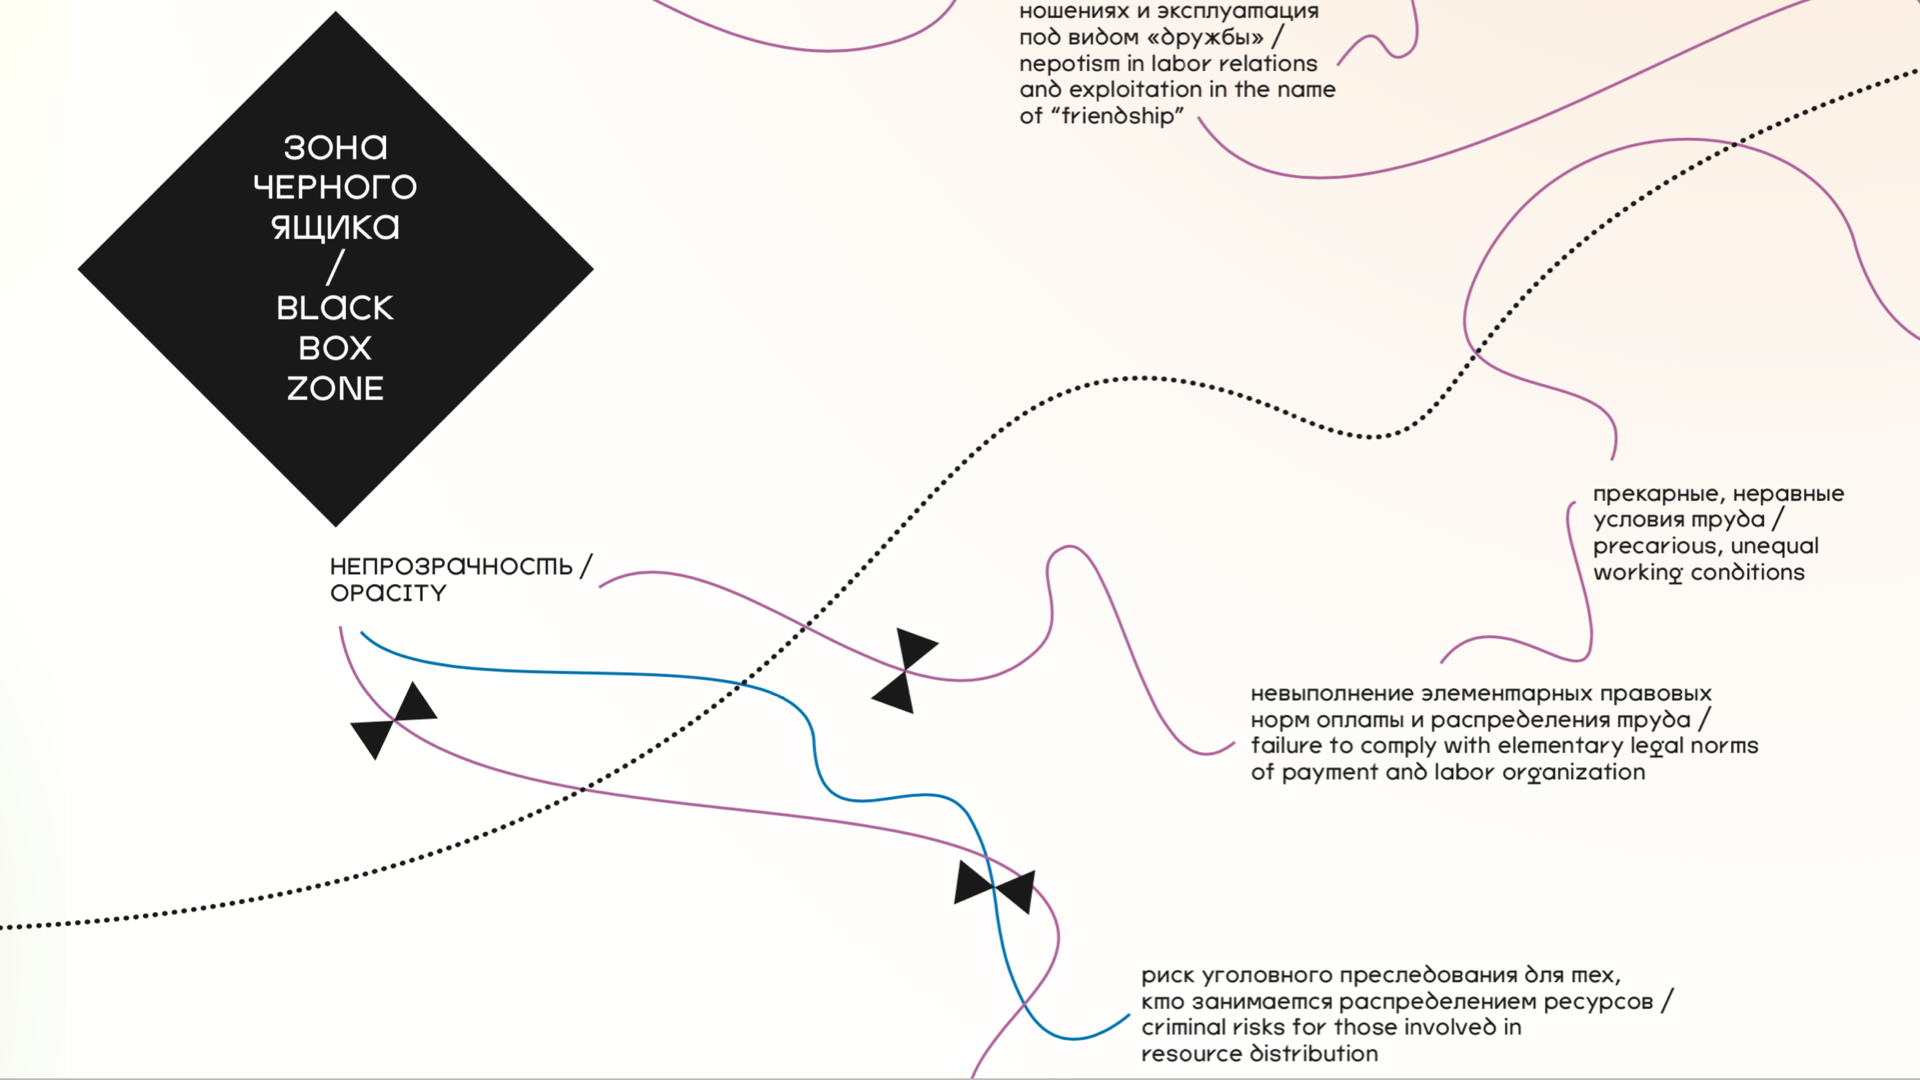 ЗОНА
ЧЕРНОГО
ЯЩИКА
/
BLACK
BOX
ZONE
ношениях и эксплуатация
под видом «дружбы» /
nepotism in labor relations
and exploitation in the name
of “friendship”
прекарные, неравные
условия труда /
precarious, unequal
working conditions
НЕПРОЗРАЧНОСТЬ /
OPACITY
невыполнение элементарных правовых
норм оплаты и распределения труда /
failure to comply with elementary legal norms
of payment and labor organization
риск уголовного преследования для тех,
кто занимается распределением ресурсов /
criminal risks for those involved in
resource distribution